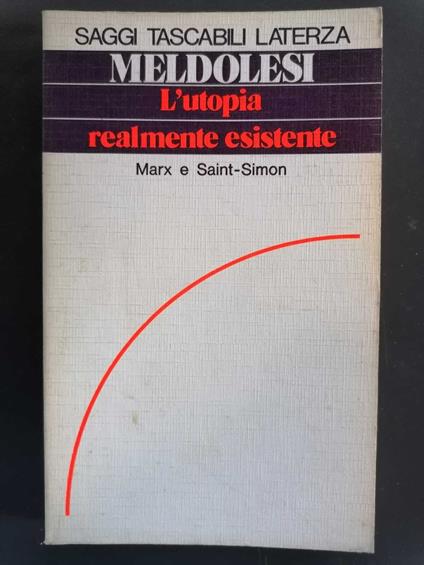 SAGGI TASCABILI LATERZA
MELDOLESI
L'utopia
realmente esistente
Marx e Saint-Simon